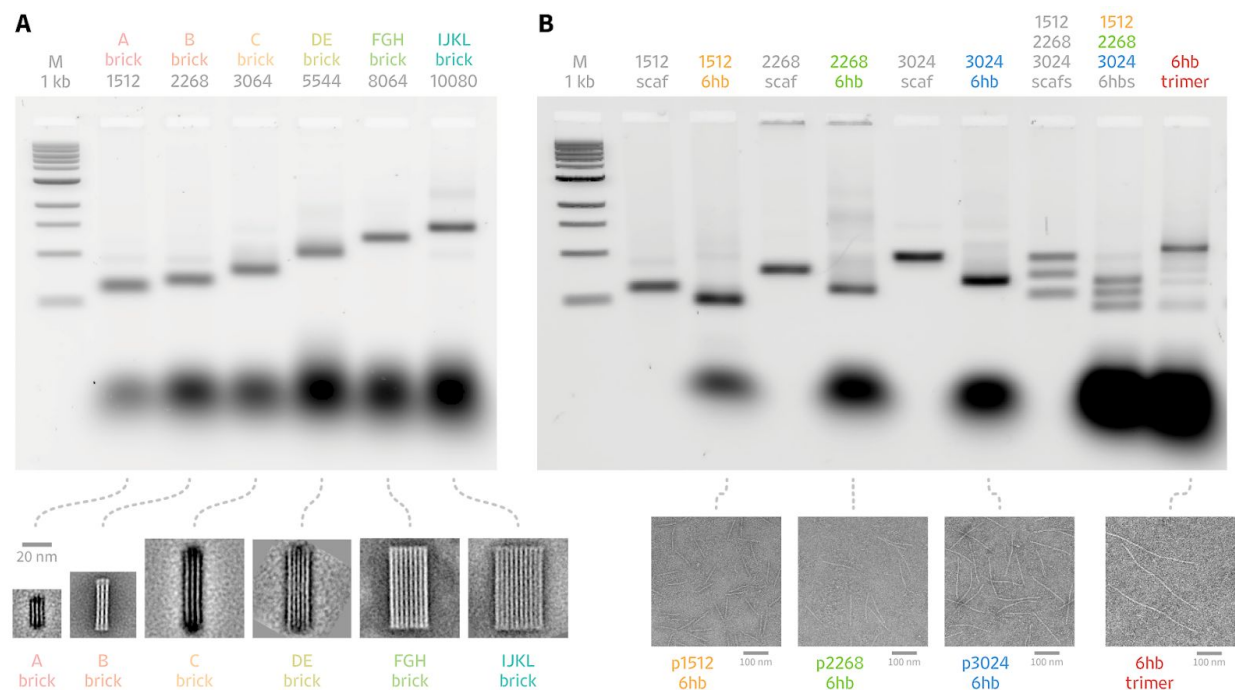 A
M
1 kb
A
brick
1512
B
brick
2268
C
brick
3064
DE
brick
5544
FGH
brick
8064
IJKL
brick
10080
20 nm
A
brick
B
brick
C
brick
DE
brick
FGH
brick
IJKL
brick
B
M
1 kb
1512
scaf
1512
6hb
2268
scaf
2268
6hb
3024
scaf
3024
6hb
1512
2268
3024
scafs
1512
2268
3024
6hbs
6hb
trimer
100 nm
100 nm
100 nm
100 nm
p1512
6hb
p2268
6hb
p3024
6hb
6hb
trimer